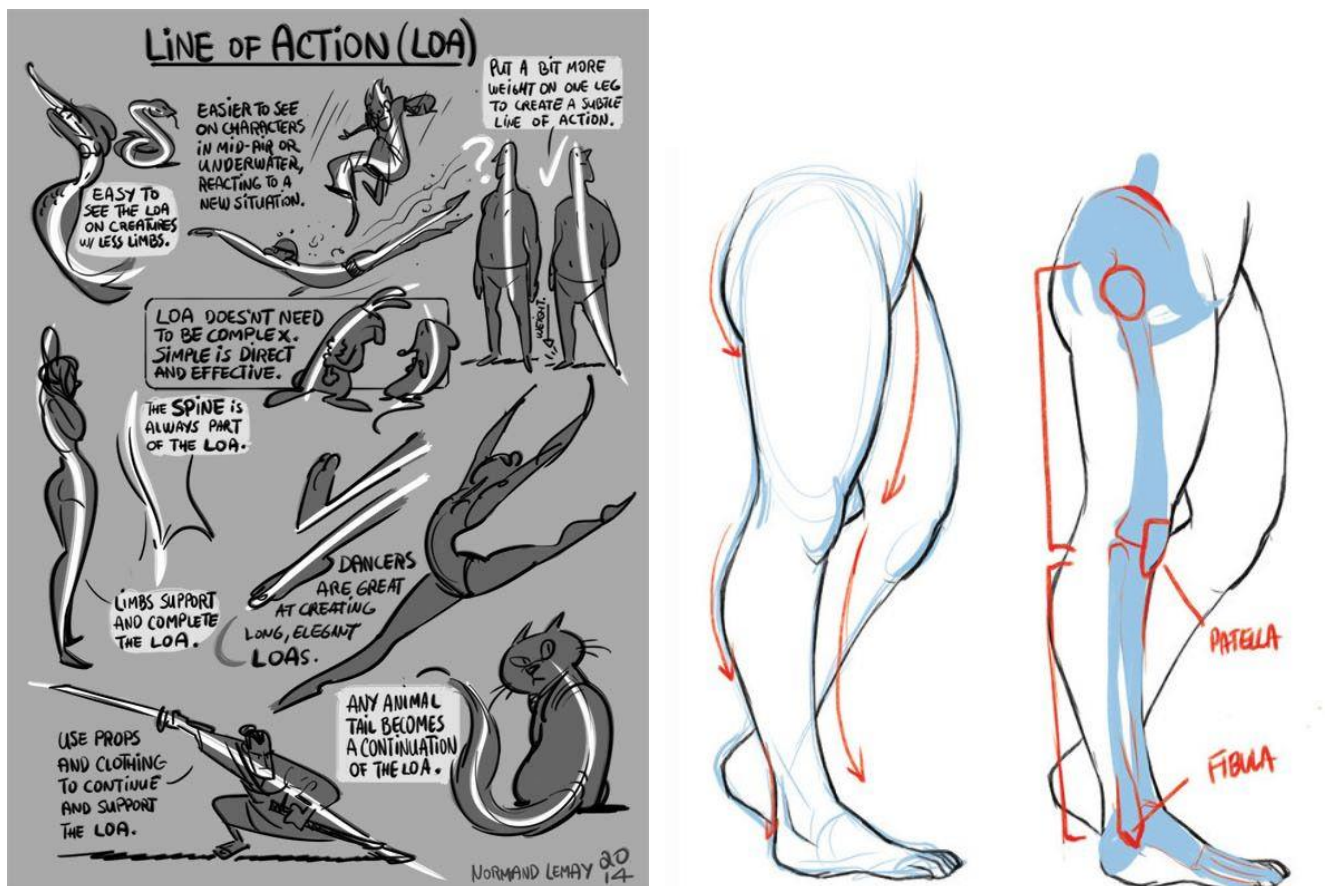 LINE OF ACTION (LOA)
EASY TO
SEE THE LOA
ON CREATURES
W/ LESS LIMBS.
EASIER TO SEE
ON CHARACTERS
IN MID-AIR OR
UNDERWATER,
REACTING TO A
NEW SITUATION.
PUT A BIT MORE
WEIGHT ON ONE LEG
TO CREATE A SUBTLE
LINE OF ACTION.
?
WEIGHT.
LOA DOES'NT NEED
TO BE COMPLEX.
SIMPLE IS DIRECT
AND EFFECTIVE.
THE SPINE IS
ALWAYS PART
OF THE LOA.
LIMBS SUPPORT
AND COMPLETE
THE LOA.
DANCERS
ARE GREAT
AT CREATING
LONG, ELEGANT
LOAS.
USE PROPS
AND CLOTHING
TO CONTINUE
AND SUPPORT
THE LOA.
ANY ANIMAL
TAIL BECOMES
A CONTINUATION
OF THE LOA.
NORMAND LEMAY 2014
PATELLA
FIBULA